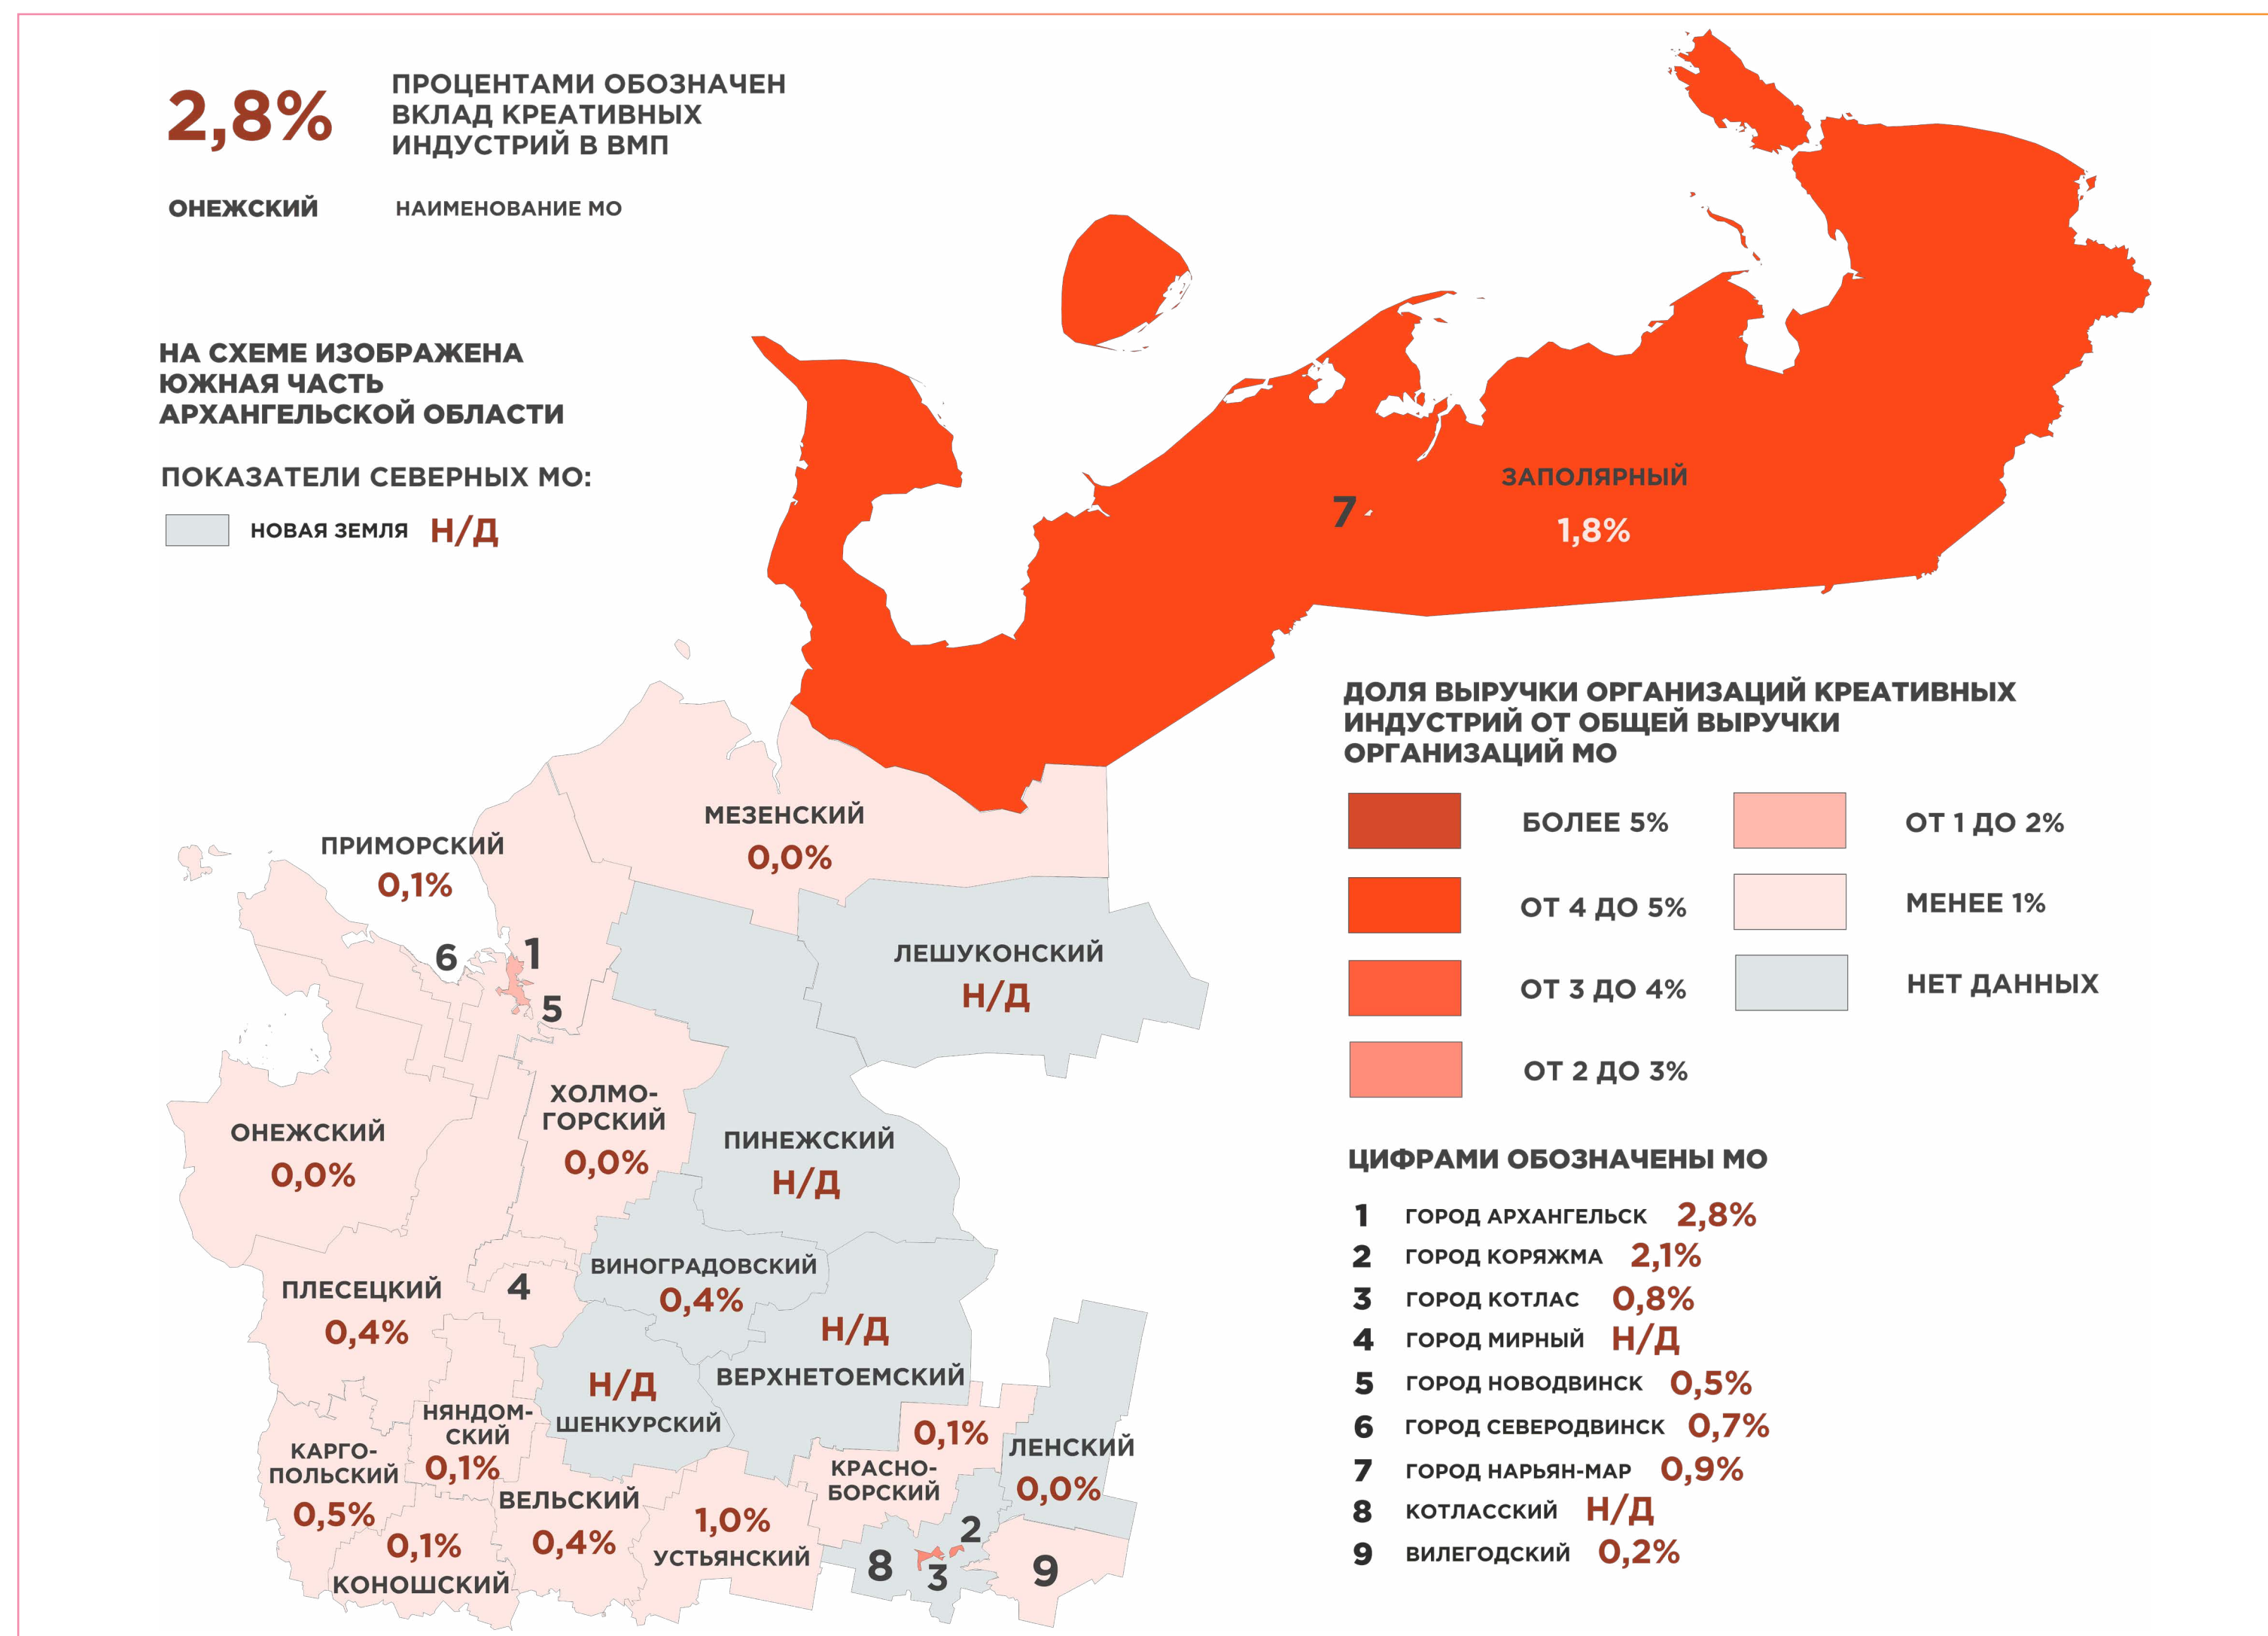 2,8%
ПРОЦЕНТАМИ ОБОЗНАЧЕН
ВКЛАД КРЕАТИВНЫХ
ИНДУСТРИЙ В ВМП
ОНЕЖСКИЙ
НАИМЕНОВАНИЕ МО
НА СХЕМЕ ИЗОБРАЖЕНА
ЮЖНАЯ ЧАСТЬ
АРХАНГЕЛЬСКОЙ ОБЛАСТИ
ПОКАЗАТЕЛИ СЕВЕРНЫХ МО:
НОВАЯ ЗЕМЛЯ Н/Д
ЗАПОЛЯРНЫЙ
7
1,8%
МЕЗЕНСКИЙ
0,0%
ПРИМОРСКИЙ
0,1%
6
1
5
ЛЕШУКОНСКИЙ
Н/Д
ХОЛМО-
ГОРСКИЙ
0,0%
ОНЕЖСКИЙ
0,0%
ПИНЕЖСКИЙ
Н/Д
ПЛЕСЕЦКИЙ
0,4%
4
ВИНОГРАДОВСКИЙ
0,4%
Н/Д
ВЕРХНЕТОЕМСКИЙ
Н/Д
ШЕНКУРСКИЙ
НЯНДОМ-
СКИЙ
0,1%
КАРГО-
ПОЛЬСКИЙ
0,5%
0,1%
КОНОШСКИЙ
ВЕЛЬСКИЙ
0,4%
1,0%
УСТЬЯНСКИЙ
0,1%
КРАСНО-
БОРСКИЙ
ЛЕНСКИЙ
0,0%
2
8
3
9
ДОЛЯ ВЫРУЧКИ ОРГАНИЗАЦИЙ КРЕАТИВНЫХ
ИНДУСТРИЙ ОТ ОБЩЕЙ ВЫРУЧКИ
ОРГАНИЗАЦИЙ МО
БОЛЕЕ 5%
ОТ 4 ДО 5%
ОТ 3 ДО 4%
ОТ 2 ДО 3%
ОТ 1 ДО 2%
МЕНЕЕ 1%
НЕТ ДАННЫХ
ЦИФРАМИ ОБОЗНАЧЕНЫ МО
1 ГОРОД АРХАНГЕЛЬСК 2,8%
2 ГОРОД КОРЯЖМА 2,1%
3 ГОРОД КОТЛАС 0,8%
4 ГОРОД МИРНЫЙ Н/Д
5 ГОРОД НОВОДВИНСК 0,5%
6 ГОРОД СЕВЕРОДВИНСК 0,7%
7 ГОРОД НАРЬЯН-МАР 0,9%
8 КОТЛАССКИЙ Н/Д
9 ВИЛЕГОДСКИЙ 0,2%